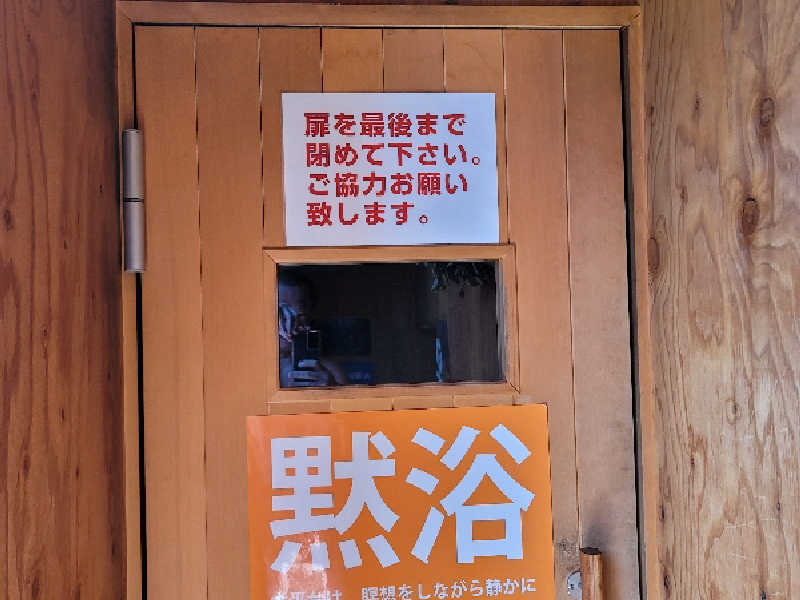 扉を最後まで
閉めて下さい。
ご協力お願い
致します。
黙浴
瞑想をしながら静かに